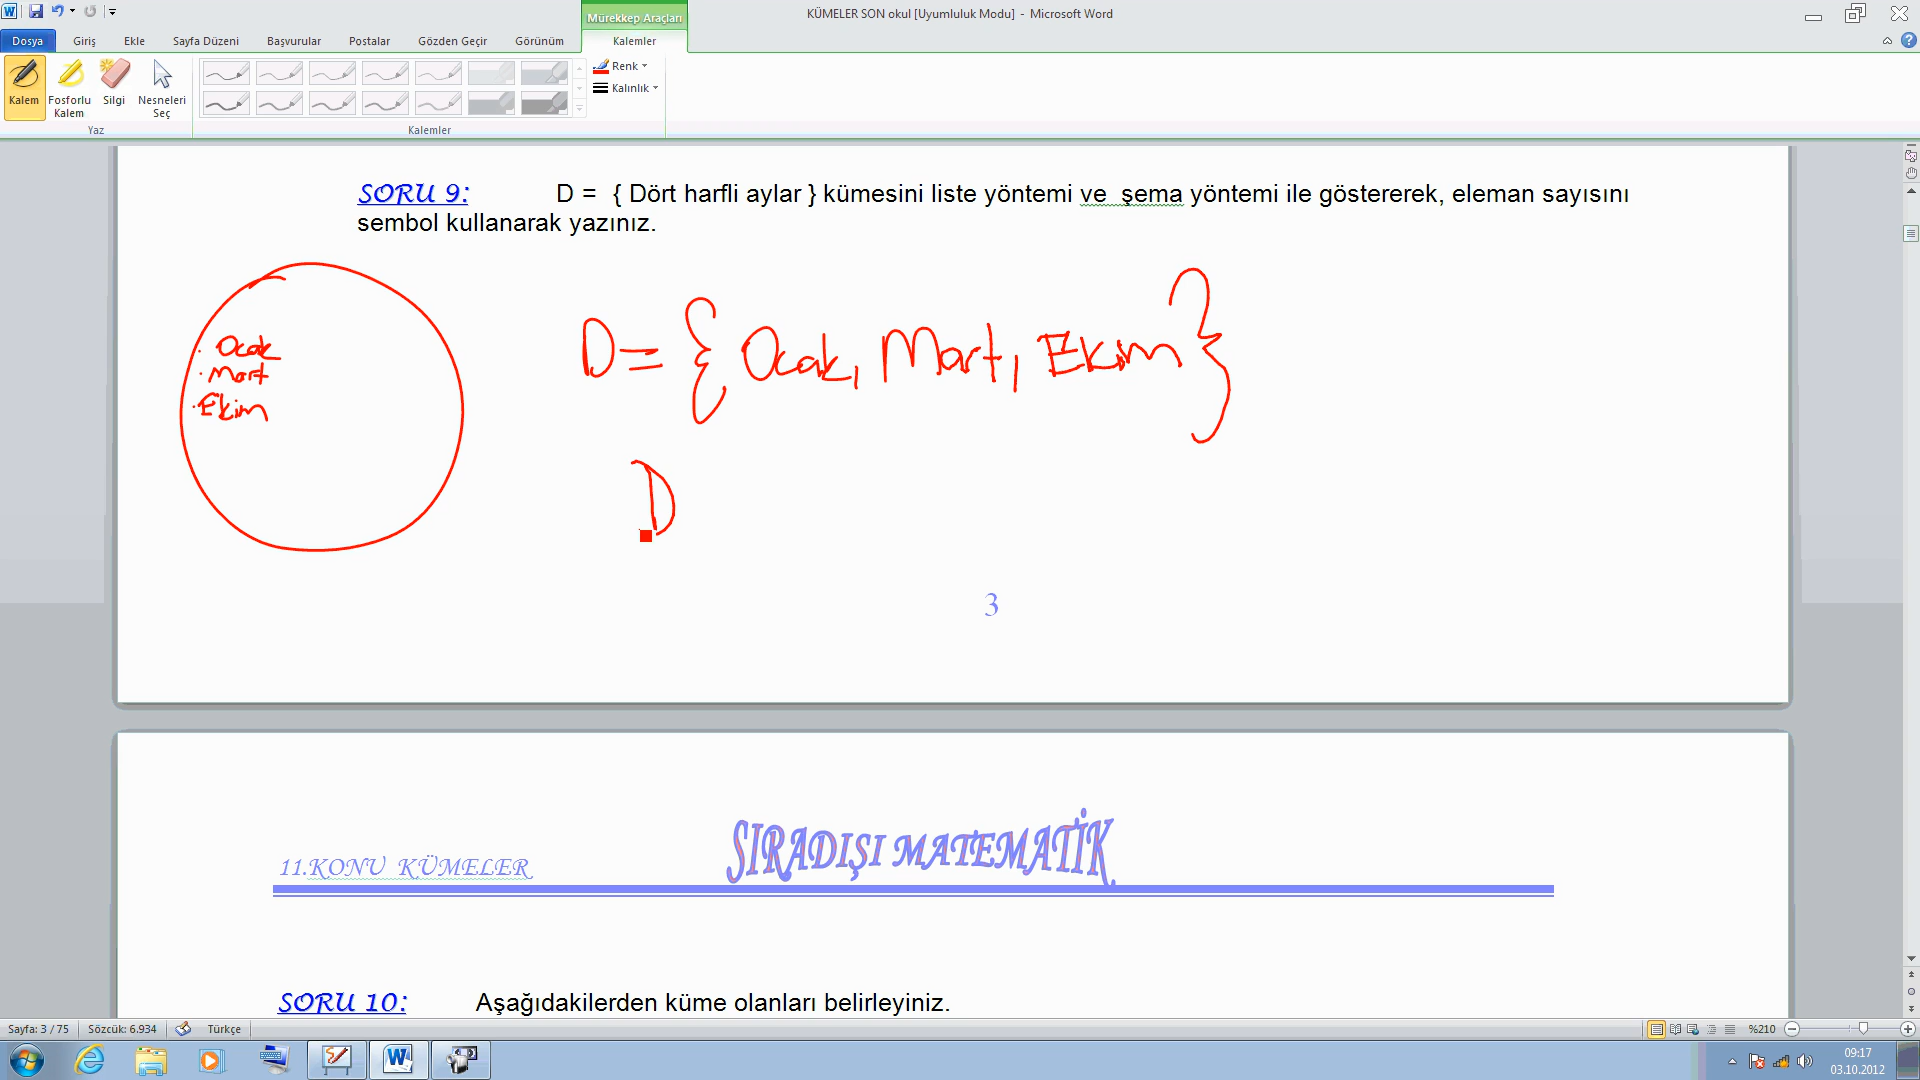 KÜMELER SON okul [Uyumluluk Modu] - Microsoft Word
Mürekkep Araçları
Dosya Giriş Ekle Sayfa Düzeni Başvurular Postalar Gözden Geçir Görünüm Kalemler
Renk
Kalınlık
Kalem Fosforlu Kalem Silgi Nesneleri Seç
Yaz Kalemler
SORU 9: D = { Dört harfli aylar } kümesini liste yöntemi ve şema yöntemi ile göstererek, eleman sayısını
sembol kullanarak yazınız.
D = { Ocak, Mart, Ekim }
. Ocak
. Mart
. Ekim
D
3
SIRADIŞI MATEMATİK
11.KONU KÜMELER
SORU 10: Aşağıdakilerden küme olanları belirleyiniz.
Sayfa: 3 / 75 Sözcük: 6.934 Türkçe %210
09:17
03.10.2012